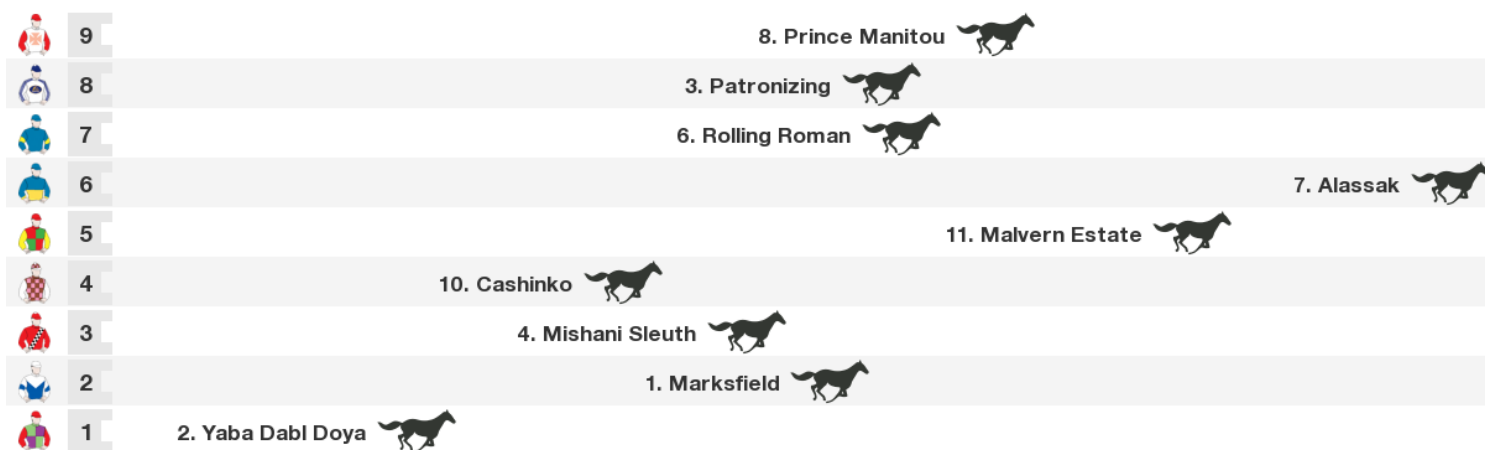 9 8. Prince Manitou
8 3. Patronizing
7 6. Rolling Roman
6 7. Alassak
5 11. Malvern Estate
4 10. Cashinko
3 4. Mishani Sleuth
2 1. Marksfield
1 2. Yaba Dabl Doya